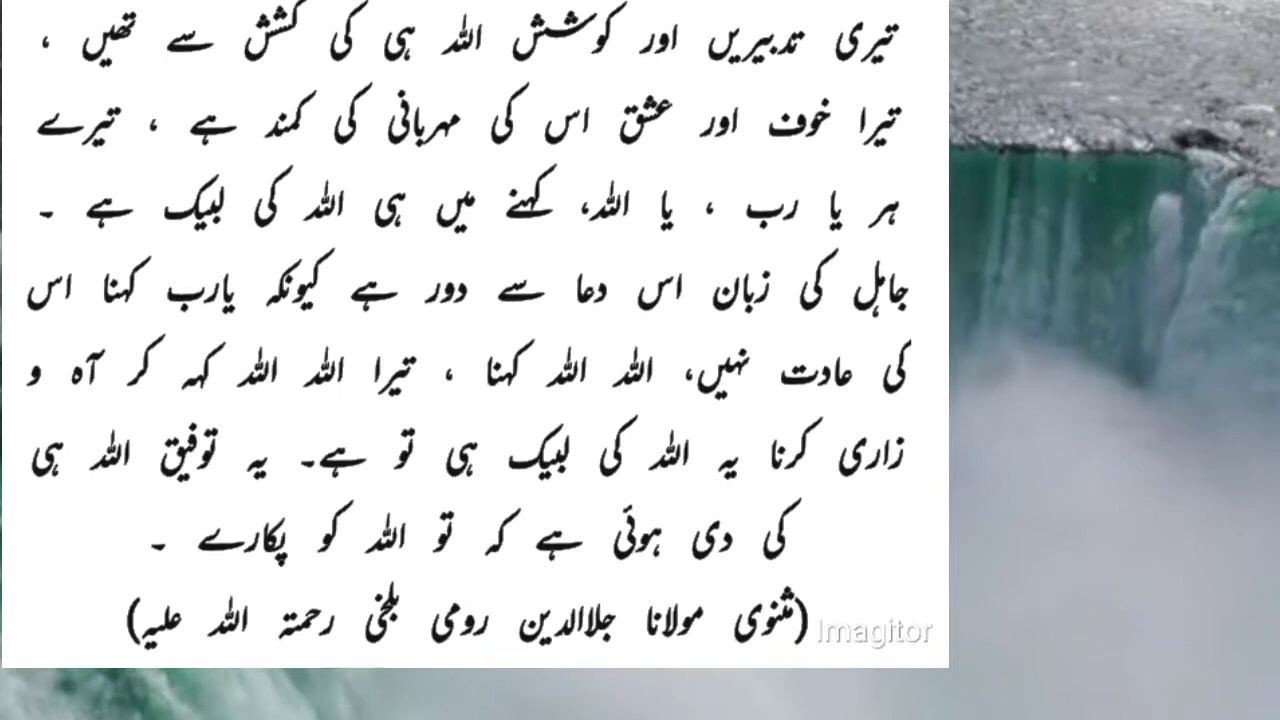 تیری تدبیریں اور کوشش اللہ ہی کی کشش سے تھیں ،
تیرا خوف اور عشق اس کی مہربانی کی کمند ہے ، تیرے
ہر یا رب ، یا اللہ، کہنے میں ہی اللہ کی لبیک ہے ۔
جاہل کی زبان اس دعا سے دور ہے کیونکہ یارب کہنا اس
کی عادت نہیں، اللہ اللہ کہنا ، تیرا اللہ اللہ کہہ کر آہ و
زاری کرنا یہ اللہ کی لبیک ہی تو ہے۔ یہ توفیق اللہ ہی
کی دی ہوئی ہے کہ تو اللہ کو پکارے ۔
(مثنوی مولانا جلاالدین رومی بلخی رحمتہ اللہ علیہ)
Imagitor